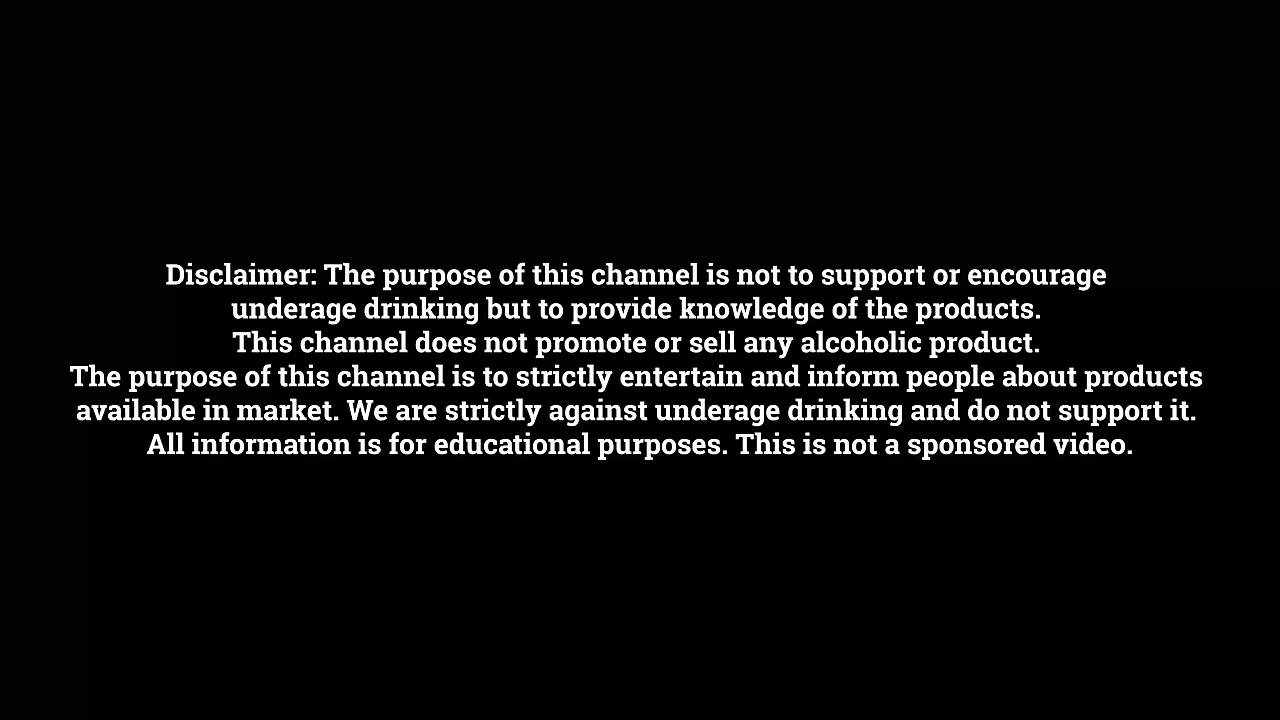 Disclaimer: The purpose of this channel is not to support or encourage
underage drinking but to provide knowledge of the products.
This channel does not promote or sell any alcoholic product.
The purpose of this channel is to strictly entertain and inform people about products
available in market. We are strictly against underage drinking and do not support it.
All information is for educational purposes. This is not a sponsored video.